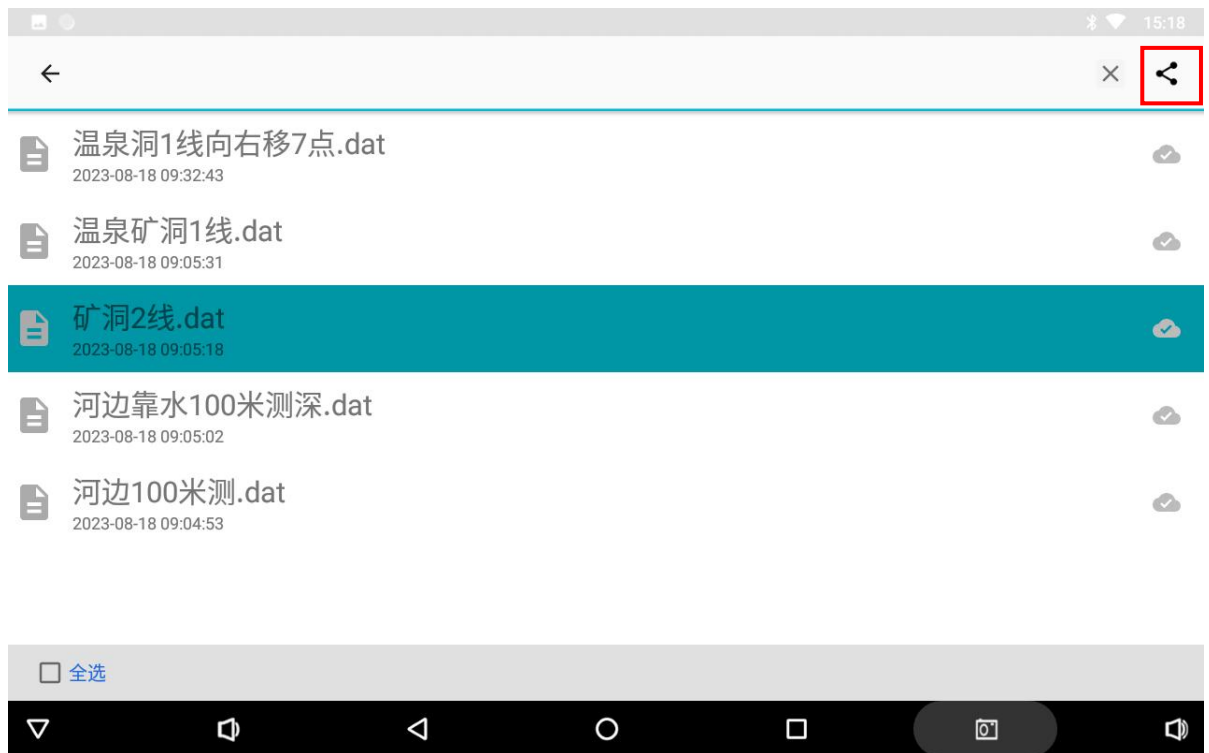 15:18
温泉洞1线向右移7点.dat
2023-08-18 09:32:43
温泉矿洞1线.dat
2023-08-18 09:05:31
矿洞2线.dat
2023-08-18 09:05:18
河边靠水100米测深.dat
2023-08-18 09:05:02
河边100米测.dat
2023-08-18 09:04:53
全选